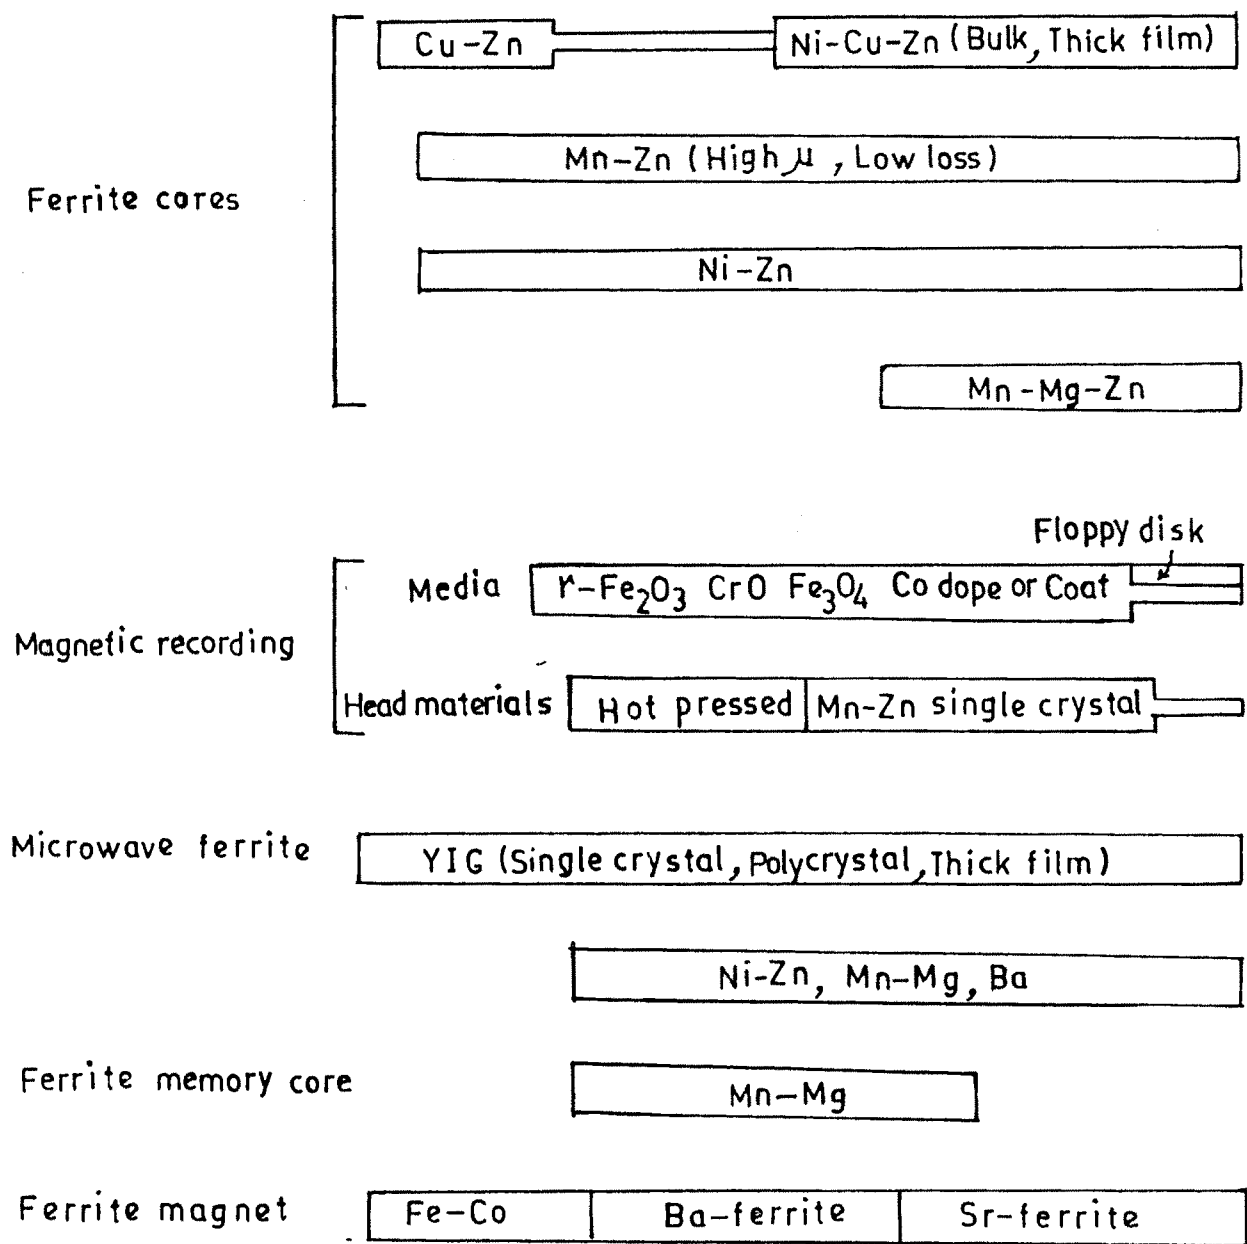 Cu-Zn Ni-Cu-Zn (Bulk, Thick film)
Mn-Zn (High μ , Low loss)
Ferrite cores
Ni-Zn
Mn-Mg-Zn
Floppy disk
Media r-Fe₂O₃ CrO Fe₃O₄ Co dope or Coat
Magnetic recording
Head materials Hot pressed Mn-Zn single crystal
Microwave ferrite YIG (Single crystal, Polycrystal, Thick film)
Ni-Zn, Mn-Mg, Ba
Ferrite memory core Mn-Mg
Ferrite magnet Fe-Co Ba-ferrite Sr-ferrite